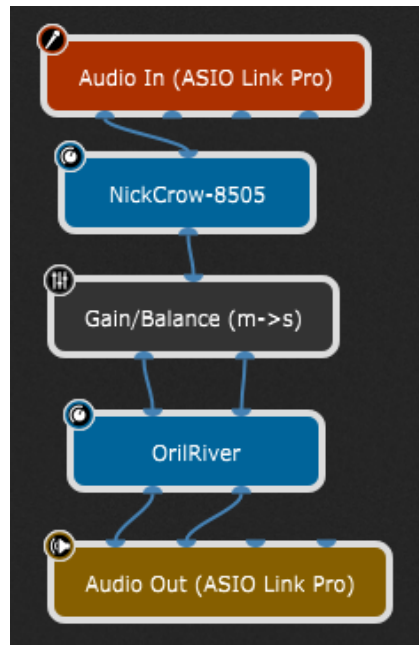 Audio In (ASIO Link Pro)
NickCrow-8505
Gain/Balance (m->s)
OrilRiver
Audio Out (ASIO Link Pro)